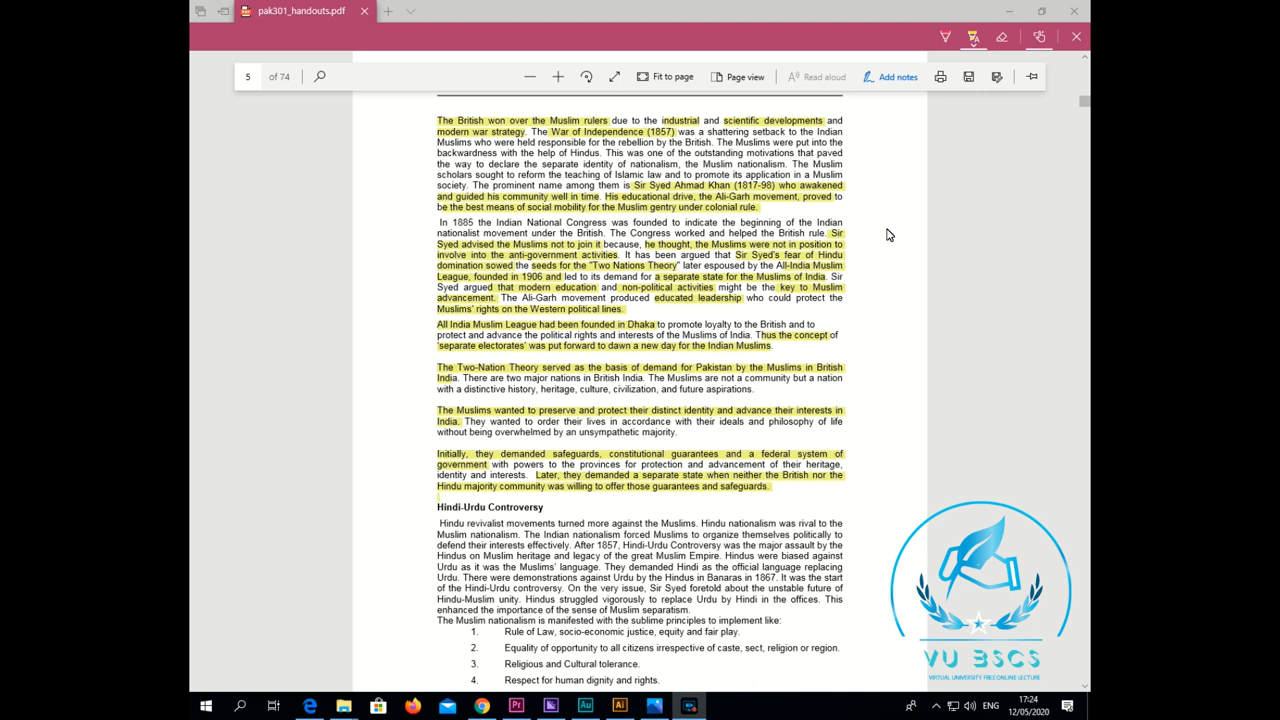 pak301_handouts.pdf
5 of 74
Fit to page
Page view
Read aloud
Add notes
The British won over the Muslim rulers due to the industrial and scientific developments and
modern war strategy. The War of Independence (1857) was a shattering setback to the Indian
Muslims who were held responsible for the rebellion by the British. The Muslims were put into the
backwardness with the help of Hindus. This was one of the outstanding motivations that paved
the way to declare the separate identity of nationalism, the Muslim nationalism. The Muslim
scholars sought to reform the teaching of Islamic law and to promote its application in a Muslim
society. The prominent name among them is Sir Syed Ahmad Khan (1817-98) who awakened
and guided his community well in time. His educational drive, the Ali-Garh movement, proved to
be the best means of social mobility for the Muslim gentry under colonial rule.
In 1885 the Indian National Congress was founded to indicate the beginning of the Indian
nationalist movement under the British. The Congress worked and helped the British rule. Sir
Syed advised the Muslims not to join it because, he thought, the Muslims were not in position to
involve into the anti-government activities. It has been argued that Sir Syed's fear of Hindu
domination sowed the seeds for the "Two Nations Theory" later espoused by the All-India Muslim
League, founded in 1906 and led to its demand for a separate state for the Muslims of India. Sir
Syed argued that modern education and non-political activities might be the key to Muslim
advancement. The Ali-Garh movement produced educated leadership who could protect the
Muslims' rights on the Western political lines.
All India Muslim League had been founded in Dhaka to promote loyalty to the British and to
protect and advance the political rights and interests of the Muslims of India. Thus the concept of
'separate electorates' was put forward to dawn a new day for the Indian Muslims.
The Two-Nation Theory served as the basis of demand for Pakistan by the Muslims in British
India. There are two major nations in British India. The Muslims are not a community but a nation
with a distinctive history, heritage, culture, civilization, and future aspirations.
The Muslims wanted to preserve and protect their distinct identity and advance their interests in
India. They wanted to order their lives in accordance with their ideals and philosophy of life
without being overwhelmed by an unsympathetic majority.
Initially, they demanded safeguards, constitutional guarantees and a federal system of
government with powers to the provinces for protection and advancement of their heritage,
identity and interests. Later, they demanded a separate state when neither the British nor the
Hindu majority community was willing to offer those guarantees and safeguards.
Hindi-Urdu Controversy
Hindu revivalist movements turned more against the Muslims. Hindu nationalism was rival to the
Muslim nationalism. The Indian nationalism forced Muslims to organize themselves politically to
defend their interests effectively. After 1857, Hindi-Urdu Controversy was the major assault by the
Hindus on Muslim heritage and legacy of the great Muslim Empire. Hindus were biased against
Urdu as it was the Muslims' language. They demanded Hindi as the official language replacing
Urdu. There were demonstrations against Urdu by the Hindus in Banaras in 1867. It was the start
of the Hindi-Urdu controversy. On the very issue, Sir Syed foretold about the unstable future of
Hindu-Muslim unity. Hindus struggled vigorously to replace Urdu by Hindi in the offices. This
enhanced the importance of the sense of Muslim separatism.
The Muslim nationalism is manifested with the sublime principles to implement like:
1. Rule of Law, socio-economic justice, equity and fair play.
2. Equality of opportunity to all citizens irrespective of caste, sect, religion or region.
3. Religious and Cultural tolerance.
4. Respect for human dignity and rights.
VU BSCS
VIRTUAL UNIVERSITY FREE ONLINE LECTURE
ENG
17:24
12/05/2020